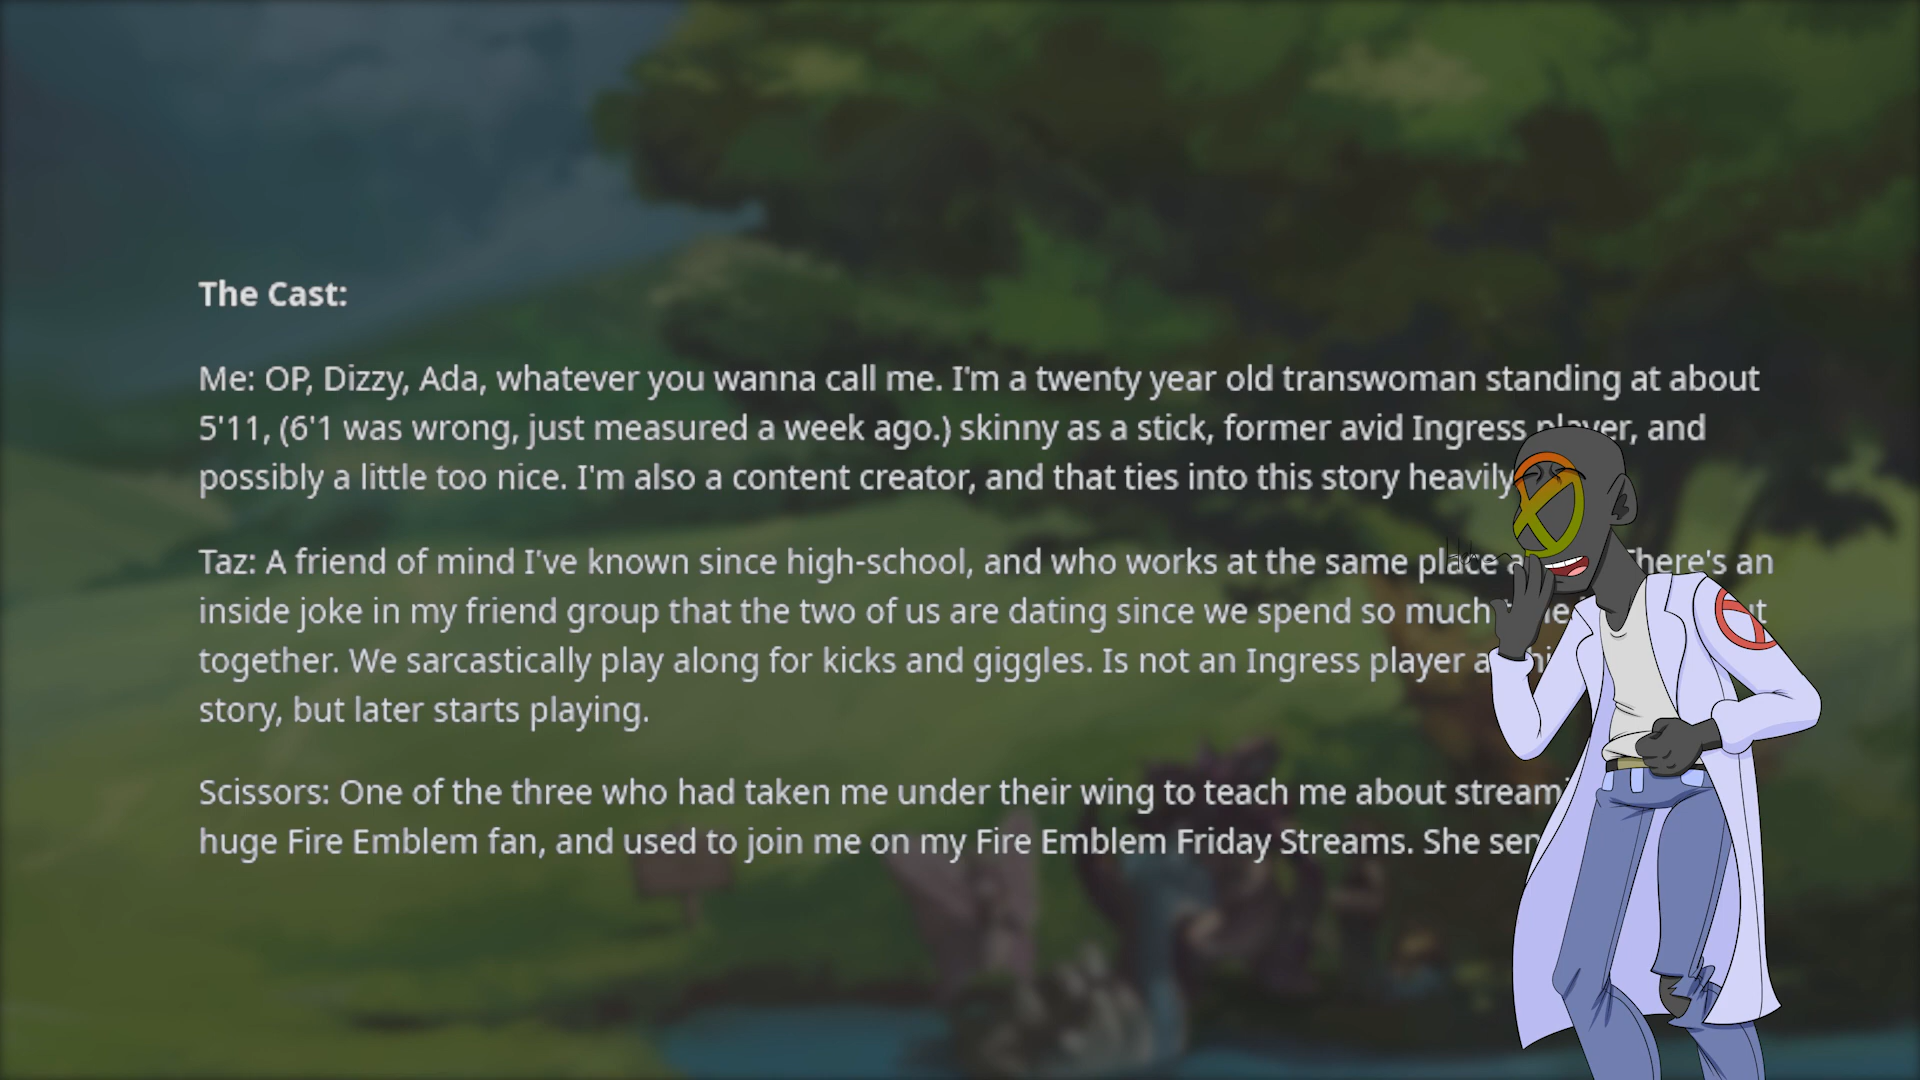 The Cast:
Me: OP, Dizzy, Ada, whatever you wanna call me. I'm a twenty year old transwoman standing at about
5'11, (6'1 was wrong, just measured a week ago.) skinny as a stick, former avid Ingress player, and
possibly a little too nice. I'm also a content creator, and that ties into this story heavily
Taz: A friend of mind I've known since high-school, and who works at the same place There's an
inside joke in my friend group that the two of us are dating since we spend so much
together. We sarcastically play along for kicks and giggles. Is not an Ingress player
story, but later starts playing.
Scissors: One of the three who had taken me under their wing to teach me about
huge Fire Emblem fan, and used to join me on my Fire Emblem Friday Streams. She